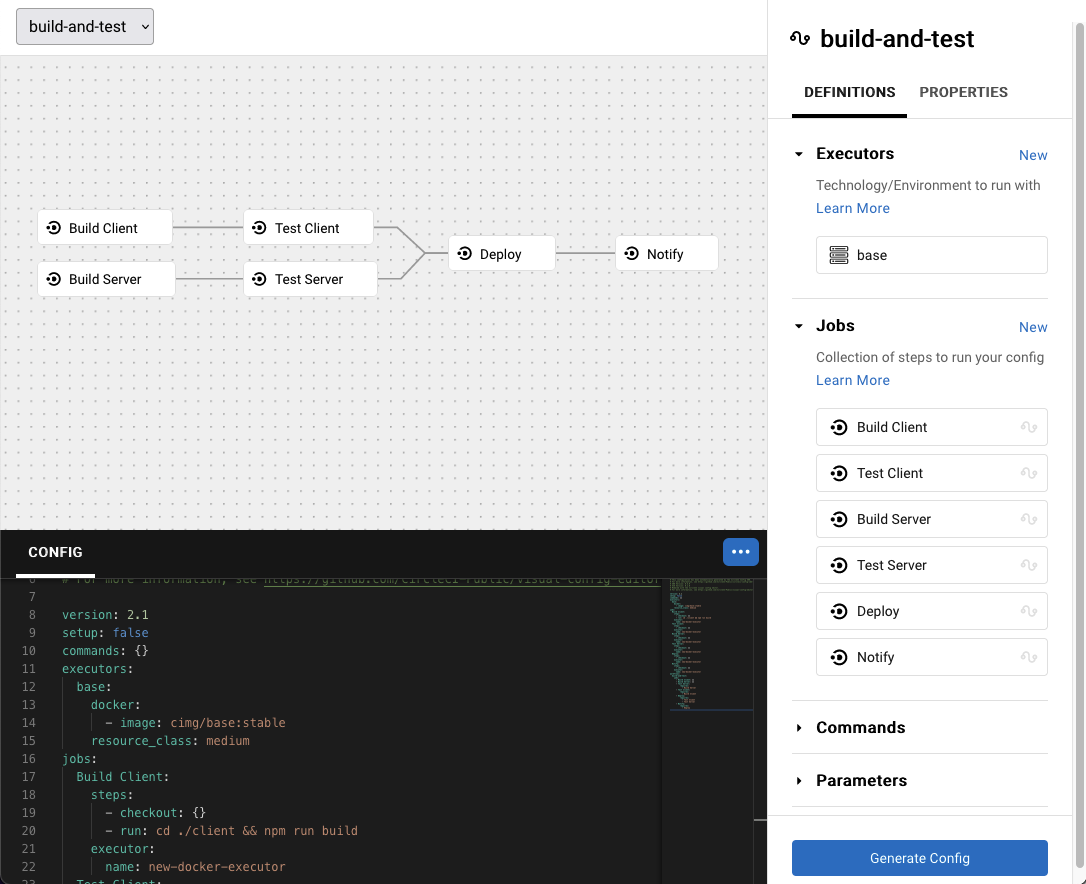 build-and-test
Build Client
Test Client
Build Server
Test Server
Deploy
Notify
CONFIG
6 # For more information, see https://github.com/CircleCI-Public/visual-config-editor
7
8 version: 2.1
9 setup: false
10 commands: {}
11 executors:
12 base:
13 docker:
14 - image: cimg/base:stable
15 resource_class: medium
16 jobs:
17 Build Client:
18 steps:
19 - checkout: {}
20 - run: cd ./client && npm run build
21 executor:
22 name: new-docker-executor
23 Test Client:
build-and-test
DEFINITIONS PROPERTIES
Executors New
Technology/Environment to run with
Learn More
base
Jobs New
Collection of steps to run your config
Learn More
Build Client
Test Client
Build Server
Test Server
Deploy
Notify
Commands
Parameters
Generate Config